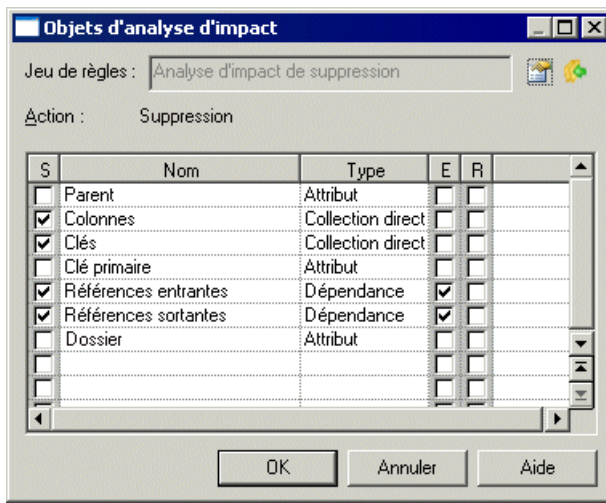 Objets d'analyse d'impact
Jeu de règles : Analyse d'impact de suppression
Action : Suppression
S Nom Type E R
Parent Attribut
Colonnes Collection direct
Clés Collection direct
Clé primaire Attribut
Références entrantes Dépendance
Références sortantes Dépendance
Dossier Attribut
OK Annuler Aide